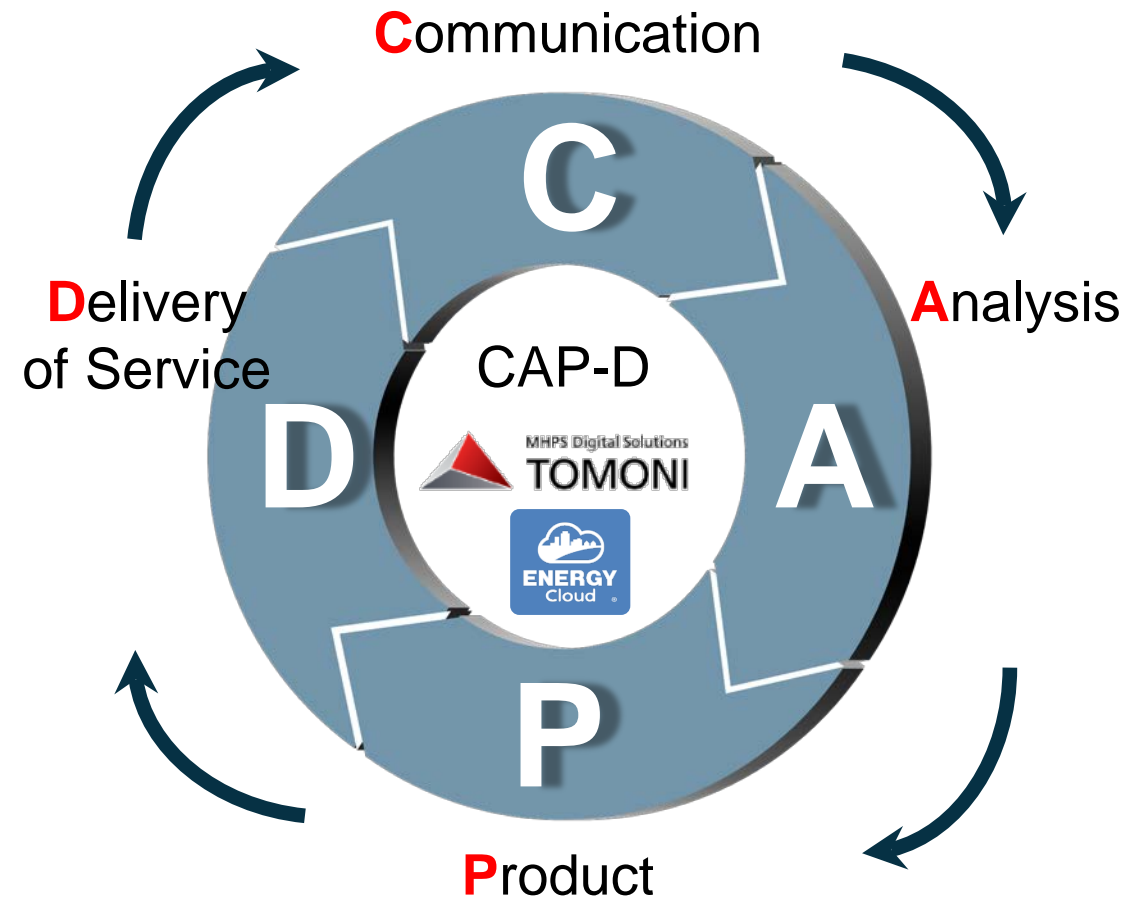 Communication
C
Delivery
of Service
Analysis
CAP-D
D
A
MHPS Digital Solutions
TOMONI
ENERGY
Cloud ®
P
Product